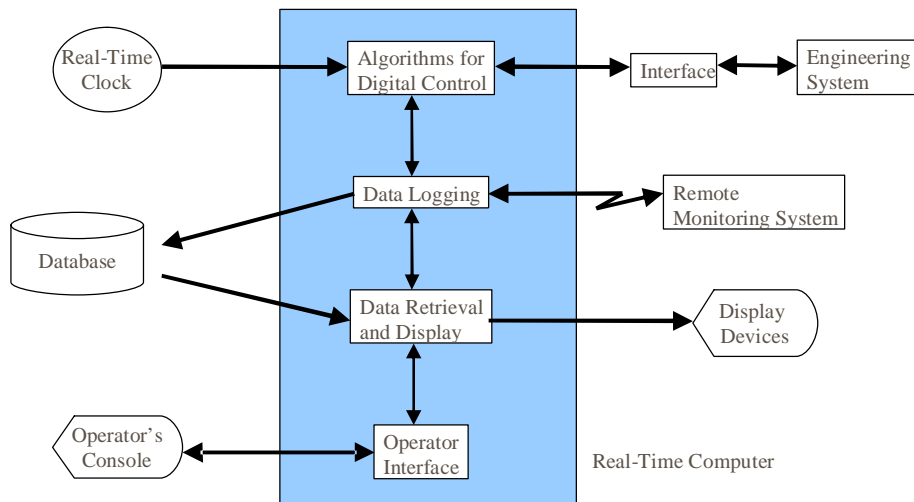 Real-Time
Clock
Algorithms for
Digital Control
Interface
Engineering
System
Data Logging
Remote
Monitoring System
Database
Data Retrieval
and Display
Display
Devices
Operator's
Console
Operator
Interface
Real-Time Computer